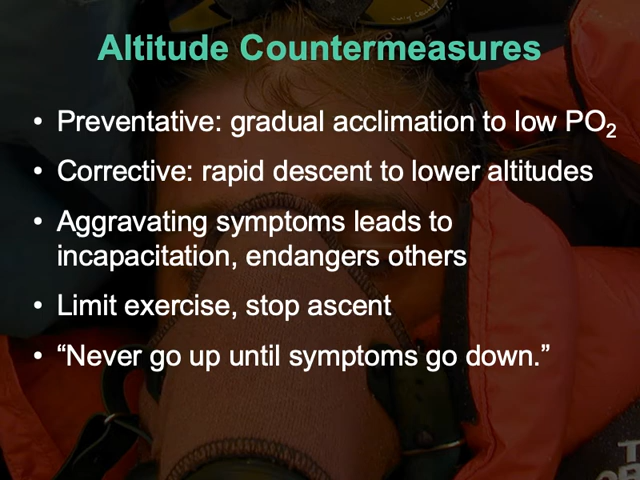 Altitude Countermeasures
• Preventative: gradual acclimation to low PO₂
• Corrective: rapid descent to lower altitudes
• Aggravating symptoms leads to
incapacitation, endangers others
• Limit exercise, stop ascent
• “Never go up until symptoms go down.”